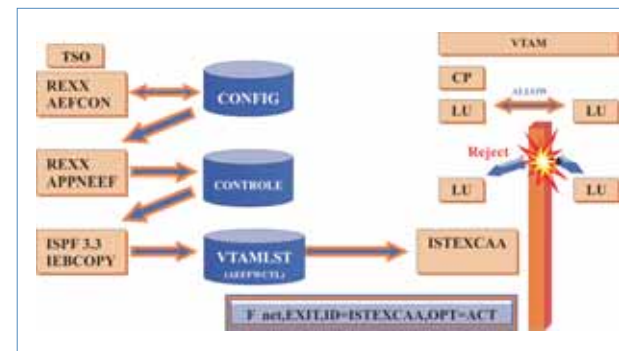 TSO
REXX
AEFCON
CONFIG
REXX
APPNEEF
CONTROLE
ISPF 3.3
IEBCOPY
VTAMLST
(AEFPWCTL)
ISTEXCAA
F net,EXIT,ID=ISTEXCAA,OPT=ACT
VTAM
CP
LU
ALLOW
LU
Reject
LU
LU